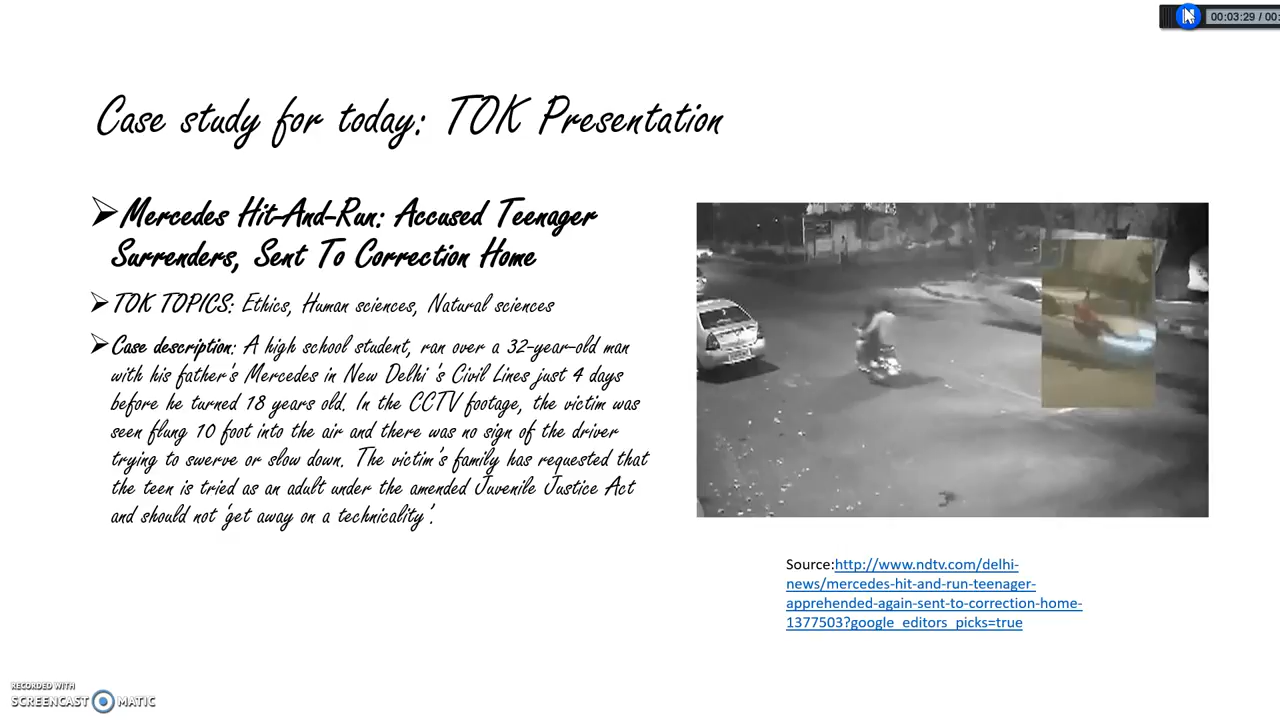 00:03:29 / 00:
Case study for today: TOK Presentation
Mercedes Hit-And-Run: Accused Teenager
Surrenders, Sent To Correction Home
TOK TOPICS: Ethics, Human sciences, Natural sciences
Case description: A high school student, ran over a 32-year-old man
with his father's Mercedes in New Delhi 's Civil Lines just 4 days
before he turned 18 years old. In the CCTV footage, the victim was
seen flung 10 foot into the air and there was no sign of the driver
trying to swerve or slow down. The victim's family has requested that
the teen is tried as an adult under the amended Juvenile Justice Act
and should not 'get away on a technicality'.
Source:http://www.ndtv.com/delhi-
news/mercedes-hit-and-run-teenager-
apprehended-again-sent-to-correction-home-
1377503?google_editors_picks=true
RECORDED WITH
SCREENCAST MATIC